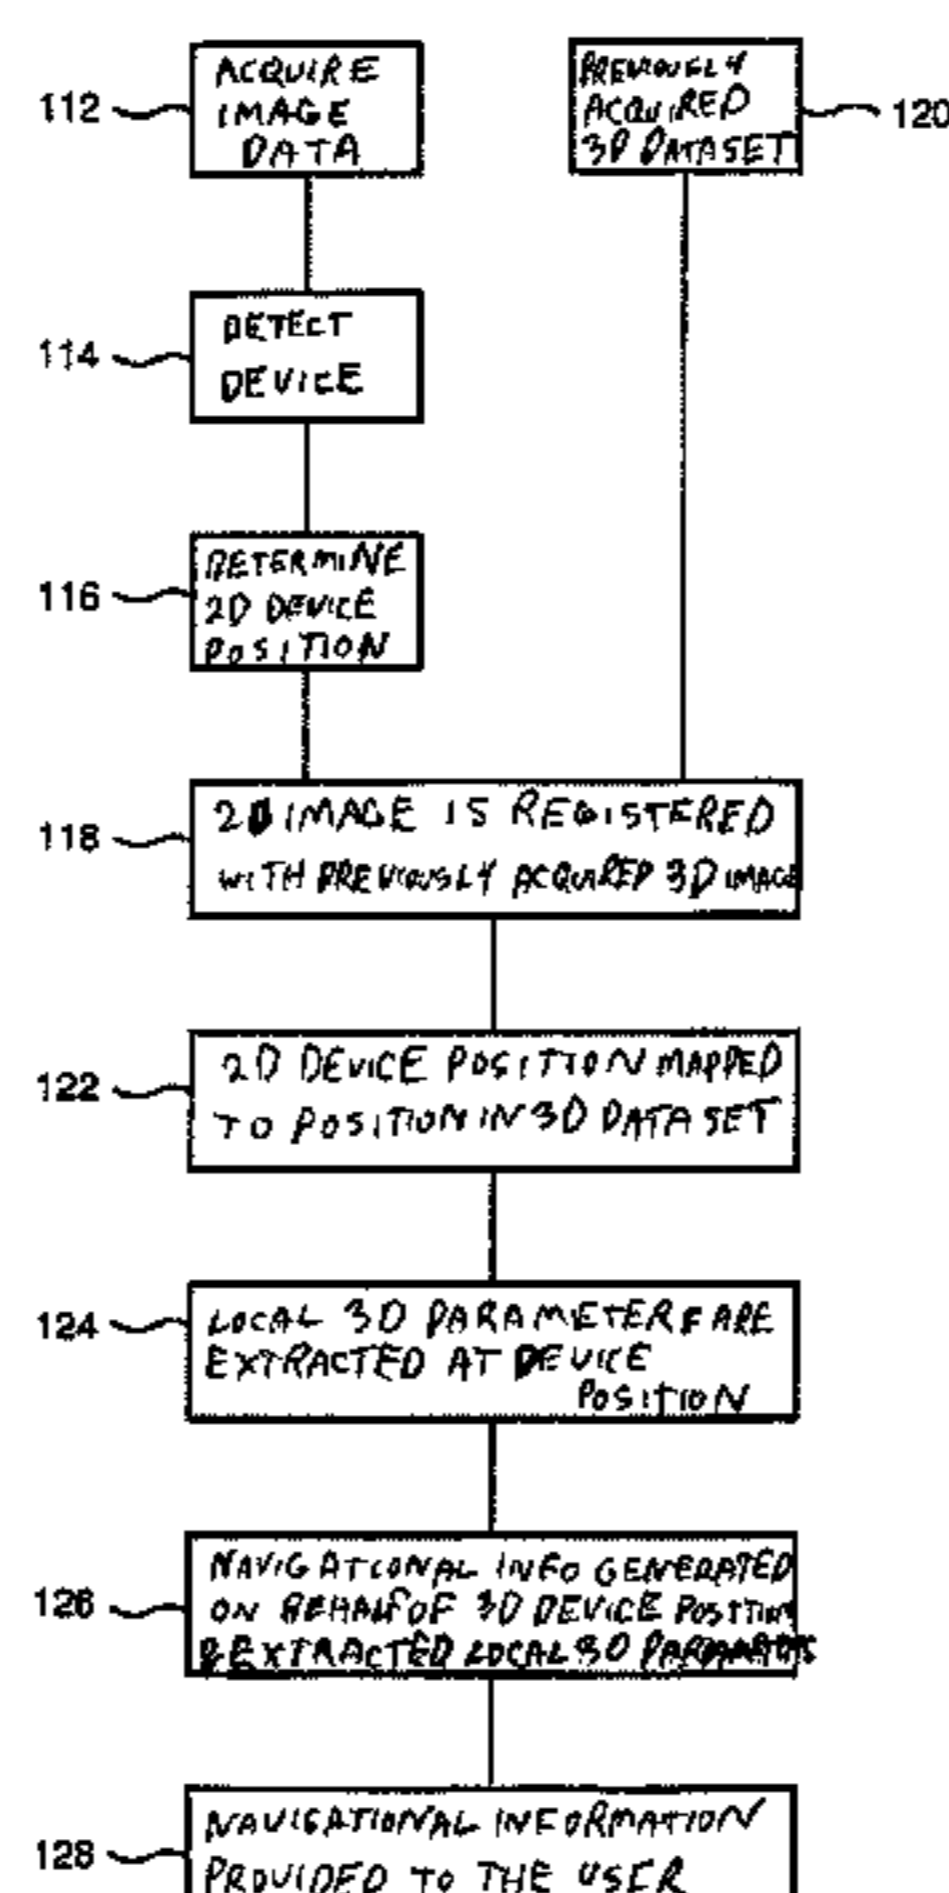 112
ACQUIRE
IMAGE
DATA
PREVIOUSLY
ACQUIRED
3D DATASET
120
114
DETECT
DEVICE
116
DETERMINE
2D DEVICE
POSITION
118
2D IMAGE IS REGISTERED
WITH PREVIOUSLY ACQUIRED 3D IMAGE
122
2D DEVICE POSITION MAPPED
TO POSITION IN 3D DATASET
124
LOCAL 3D PARAMETERS ARE
EXTRACTED AT DEVICE
POSITION
126
NAVIGATIONAL INFO GENERATED
ON BEHALF OF 3D DEVICE POSITION
& EXTRACTED LOCAL 3D PARAMETERS
128
NAVIGATIONAL INFORMATION
PROVIDED TO THE USER